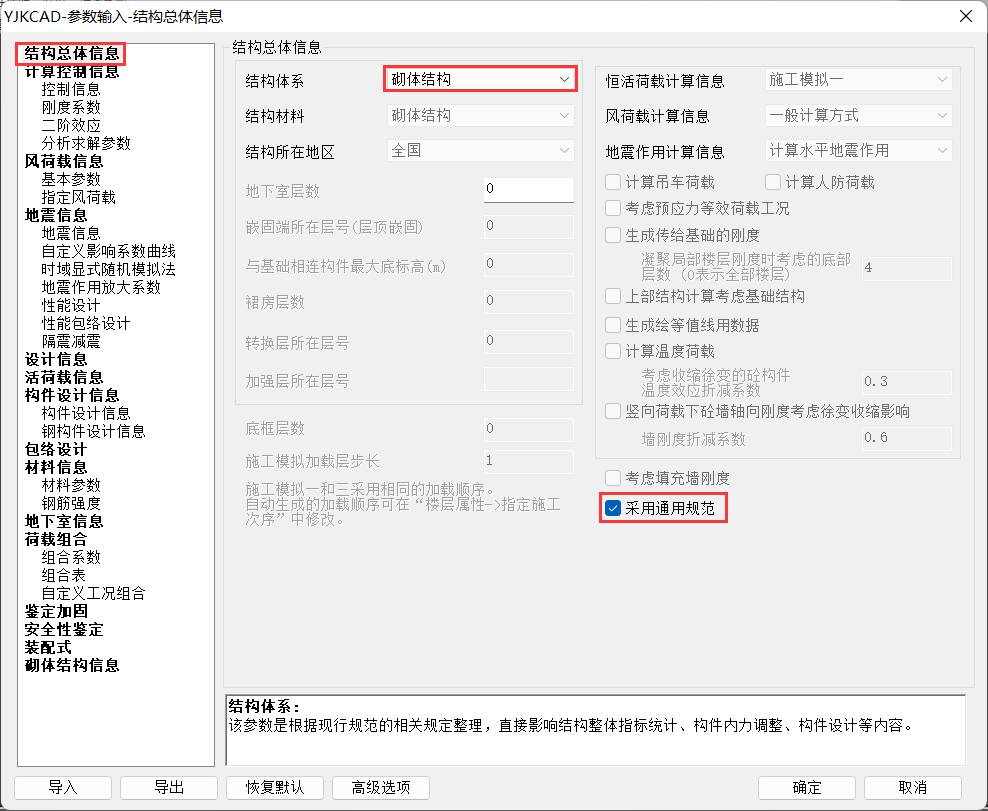 YJKCAD-参数输入-结构总体信息
结构总体信息
计算控制信息
控制信息
刚度系数
二阶效应
分析求解参数
风荷载信息
基本参数
指定风荷载
地震信息
地震信息
自定义影响系数曲线
时域显式随机模拟法
地震作用放大系数
性能设计
性能包络设计
隔震减震
设计信息
活荷载信息
构件设计信息
构件设计信息
钢构件设计信息
包络设计
材料信息
材料参数
钢筋强度
地下室信息
荷载组合
组合系数
组合表
自定义工况组合
鉴定加固
安全性鉴定
装配式
砌体结构信息
结构总体信息
结构体系 砌体结构
结构材料 砌体结构
结构所在地区 全国
地下室层数 0
嵌固端所在层号(层顶嵌固) 0
与基础相连构件最大底标高(m) 0
裙房层数 0
转换层所在层号 0
加强层所在层号
底框层数 0
施工模拟加载层步长 1
施工模拟一和三采用相同的加载顺序。
自动生成的加载顺序可在“楼层属性->指定施工
次序”中修改。
恒活荷载计算信息 施工模拟一
风荷载计算信息 一般计算方式
地震作用计算信息 计算水平地震作用
计算吊车荷载 计算人防荷载
考虑预应力等效荷载工况
生成传给基础的刚度
凝聚局部楼层刚度时考虑的底部
层数（0表示全部楼层） 4
上部结构计算考虑基础结构
生成绘等值线用数据
计算温度荷载
考虑收缩徐变的砼构件
温度效应折减系数 0.3
竖向荷载下砼墙轴向刚度考虑徐变收缩影响
墙刚度折减系数 0.6
考虑填充墙刚度
采用通用规范
结构体系：
该参数是根据现行规范的相关规定整理，直接影响结构整体指标统计、构件内力调整、构件设计等内容。
导入 导出 恢复默认 高级选项 确定 取消